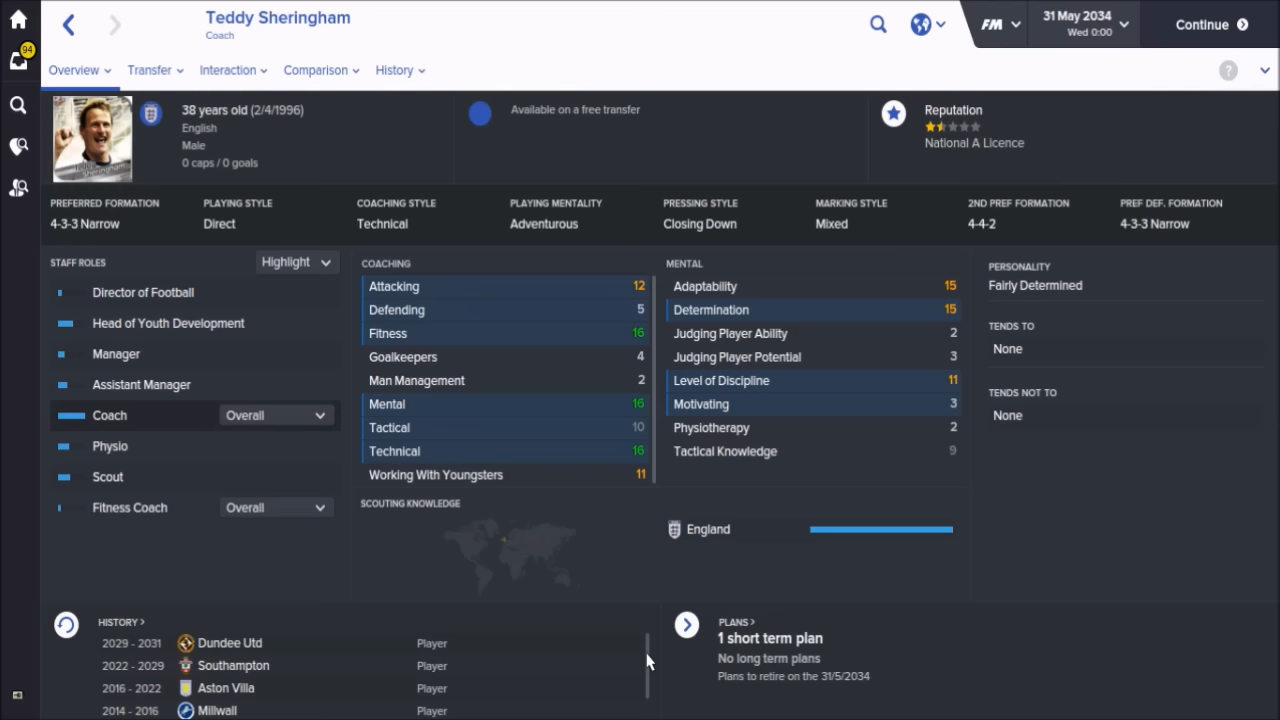 Teddy Sheringham
Coach
FM
31 May 2034
Wed 0:00
Continue
94
Overview
Transfer
Interaction
Comparison
History
?
38 years old (2/4/1996)
English
Male
0 caps / 0 goals
Available on a free transfer
Reputation
National A Licence
Teddy
Sheringham
PREFERRED FORMATION
PLAYING STYLE
COACHING STYLE
PLAYING MENTALITY
PRESSING STYLE
MARKING STYLE
2ND PREF FORMATION
PREF DEF. FORMATION
4-3-3 Narrow
Direct
Technical
Adventurous
Closing Down
Mixed
4-4-2
4-3-3 Narrow
STAFF ROLES
Highlight
Director of Football
Head of Youth Development
Manager
Assistant Manager
Coach Overall
Physio
Scout
Fitness Coach Overall
COACHING
Attacking 12
Defending 5
Fitness 16
Goalkeepers 4
Man Management 2
Mental 16
Tactical 10
Technical 16
Working With Youngsters 11
MENTAL
Adaptability 15
Determination 15
Judging Player Ability 2
Judging Player Potential 3
Level of Discipline 11
Motivating 3
Physiotherapy 2
Tactical Knowledge 9
PERSONALITY
Fairly Determined
TENDS TO
None
TENDS NOT TO
None
SCOUTING KNOWLEDGE
England
HISTORY >
2029 - 2031 Dundee Utd Player
2022 - 2029 Southampton Player
2016 - 2022 Aston Villa Player
2014 - 2016 Millwall Player
PLANS >
1 short term plan
No long term plans
Plans to retire on the 31/5/2034